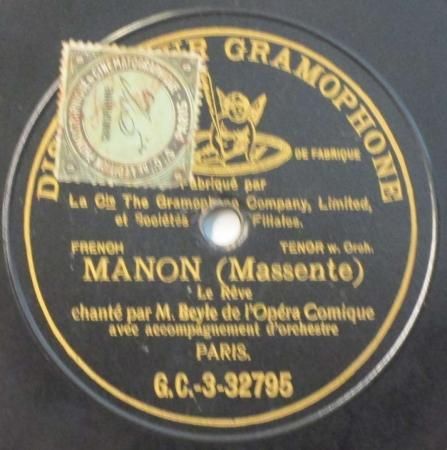 GRAMOPHONE
DE FABRIQUE
Fabriqué par
La Cie The Gramophone Company, Limited,
et Sociétés Filiales.
FRENCH TENOR w. Orch.
MANON (Massente)
Le Rêve
chanté par M. Beyle de l'Opéra Comique
avec accompagnement d'orchestre
PARIS.
G.C.-3-32795